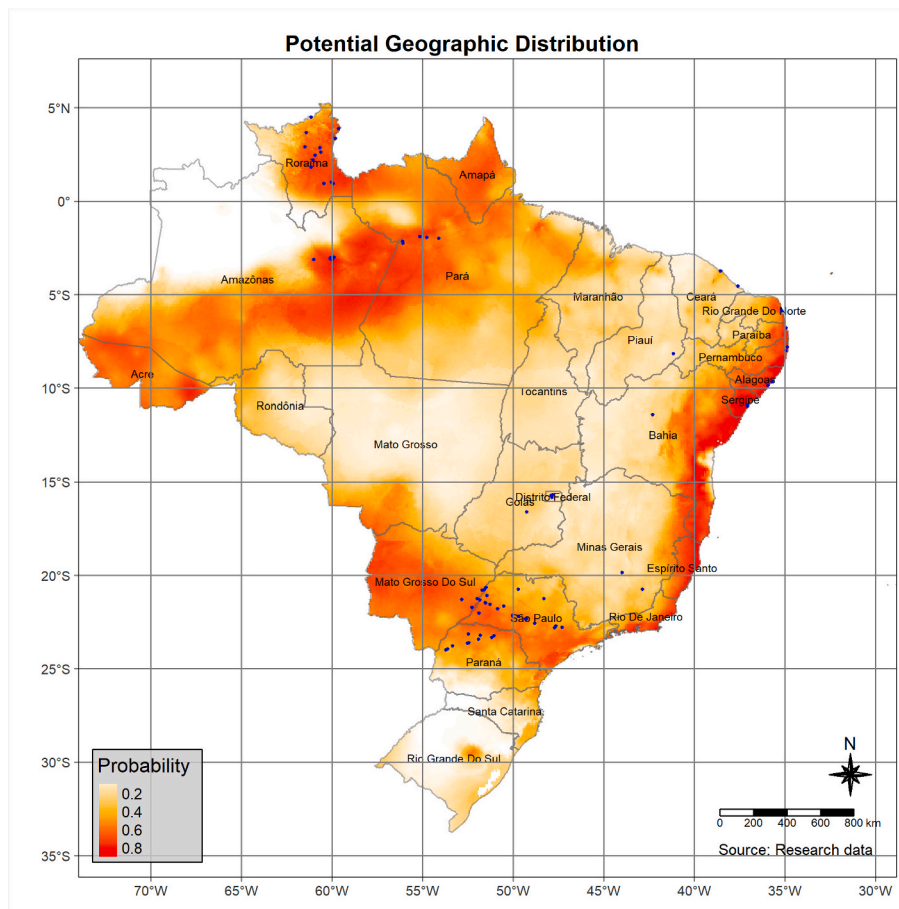 Potential Geographic Distribution
5°N
0°
5°S
10°S
15°S
20°S
25°S
30°S
35°S
Roraima
Amapá
Amazônas
Pará
Maranhão
Ceará
Rio Grande Do Norte
Paraíba
Piauí
Pernambuco
Acre
Alagoas
Tocantins
Sergipe
Rondônia
Bahia
Mato Grosso
Distrito Federal
Goiás
Minas Gerais
Espírito Santo
Mato Grosso Do Sul
São Paulo
Rio De Janeiro
Paraná
Santa Catarina
Rio Grande Do Sul
Probability
0.2
0.4
0.6
0.8
N
0 200 400 600 800 km
Source: Research data
70°W 65°W 60°W 55°W 50°W 45°W 40°W 35°W 30°W